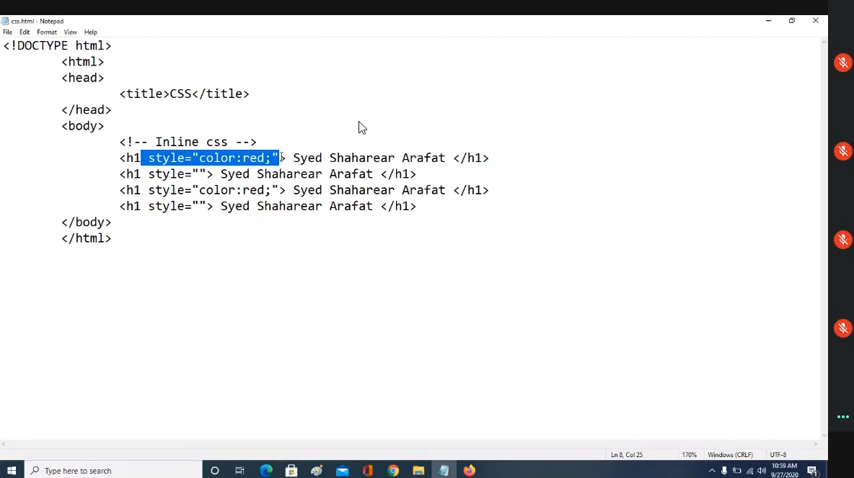 css.html - Notepad
File Edit Format View Help
<!DOCTYPE html>
<html>
<head>
<title>CSS</title>
</head>
<body>
<!-- Inline css -->
<h1 style="color:red;"> Syed Shaharear Arafat </h1>
<h1 style=""> Syed Shaharear Arafat </h1>
<h1 style="color:red;"> Syed Shaharear Arafat </h1>
<h1 style=""> Syed Shaharear Arafat </h1>
</body>
</html>
Ln 8, Col 25 170% Windows (CRLF) UTF-8
Type here to search
10:59 AM
9/27/2020